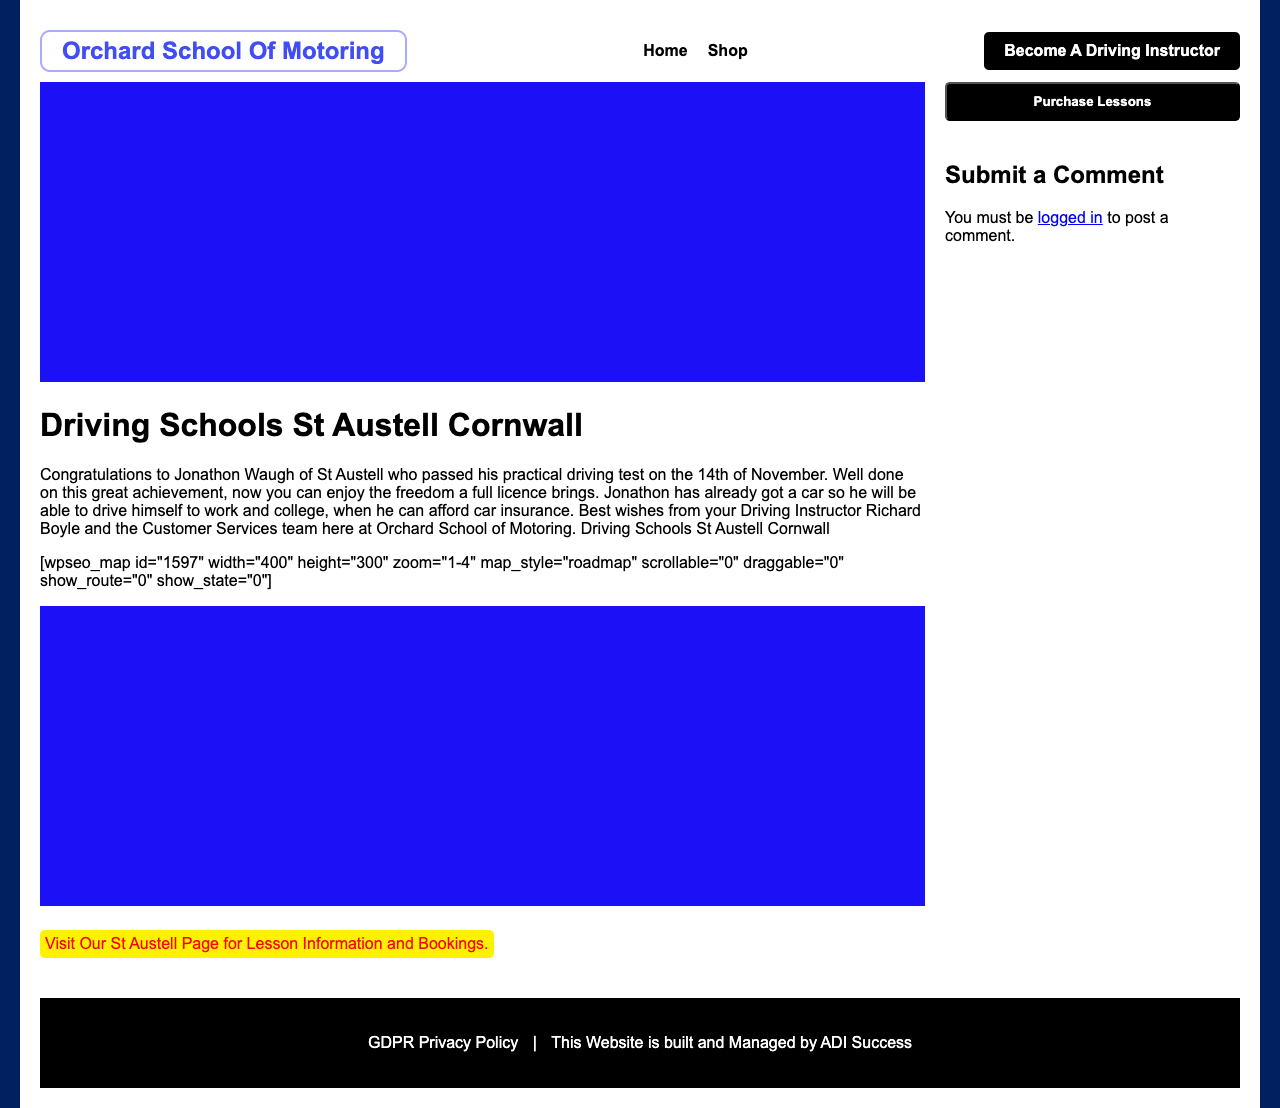 Orchard School Of Motoring
Home Shop
Become A Driving Instructor
Purchase Lessons
Submit a Comment
You must be logged in to post a
comment.
Driving Schools St Austell Cornwall
Congratulations to Jonathon Waugh of St Austell who passed his practical driving test on the 14th of November. Well done
on this great achievement, now you can enjoy the freedom a full licence brings. Jonathon has already got a car so he will be
able to drive himself to work and college, when he can afford car insurance. Best wishes from your Driving Instructor Richard
Boyle and the Customer Services team here at Orchard School of Motoring. Driving Schools St Austell Cornwall
[wpseo_map id="1597" width="400" height="300" zoom="1-4" map_style="roadmap" scrollable="0" draggable="0"
show_route="0" show_state="0"]
Visit Our St Austell Page for Lesson Information and Bookings.
GDPR Privacy Policy | This Website is built and Managed by ADI Success